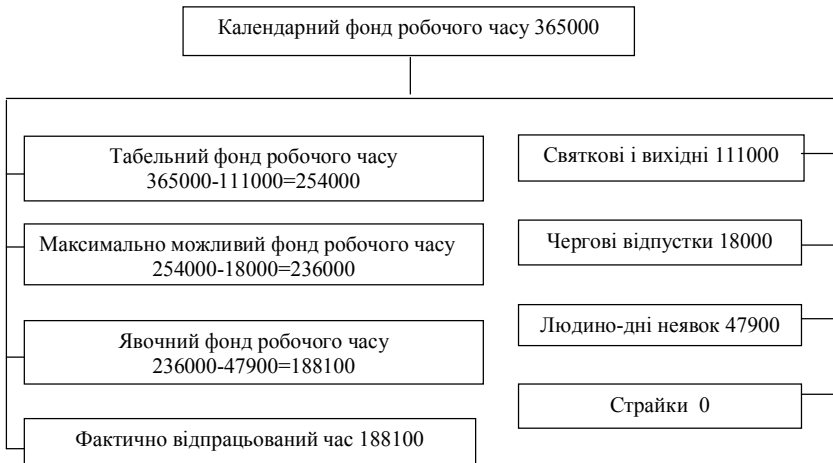 Календарний фонд робочого часу 365000
Табельний фонд робочого часу
365000-111000=254000
Святкові і вихідні 111000
Максимально можливий фонд робочого часу
254000-18000=236000
Чергові відпустки 18000
Явочний фонд робочого часу
236000-47900=188100
Людино-дні неявок 47900
Страйки 0
Фактично відпрацьований час 188100